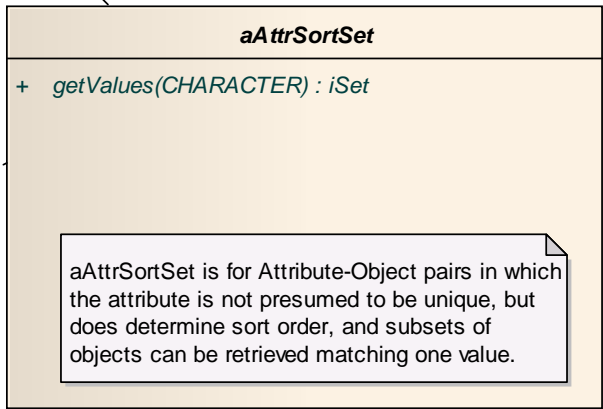 aAttrSortSet
+ getValues(CHARACTER) : iSet
aAttrSortSet is for Attribute-Object pairs in which
the attribute is not presumed to be unique, but
does determine sort order, and subsets of
objects can be retrieved matching one value.